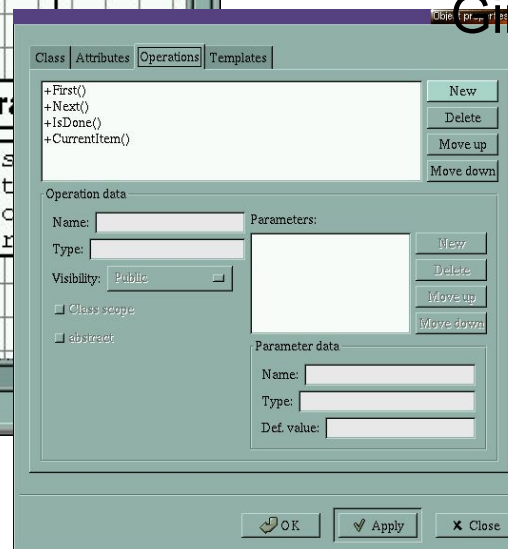 Object properties
Class Attributes Operations Templates
+First()
+Next()
+IsDone()
+CurrentItem()
New
Delete
Move up
Move down
Operation data
Name:
Type:
Visibility: Public
Class scope
abstract
Parameters:
New
Delete
Move up
Move down
Parameter data
Name:
Type:
Def. value:
OK Apply Close